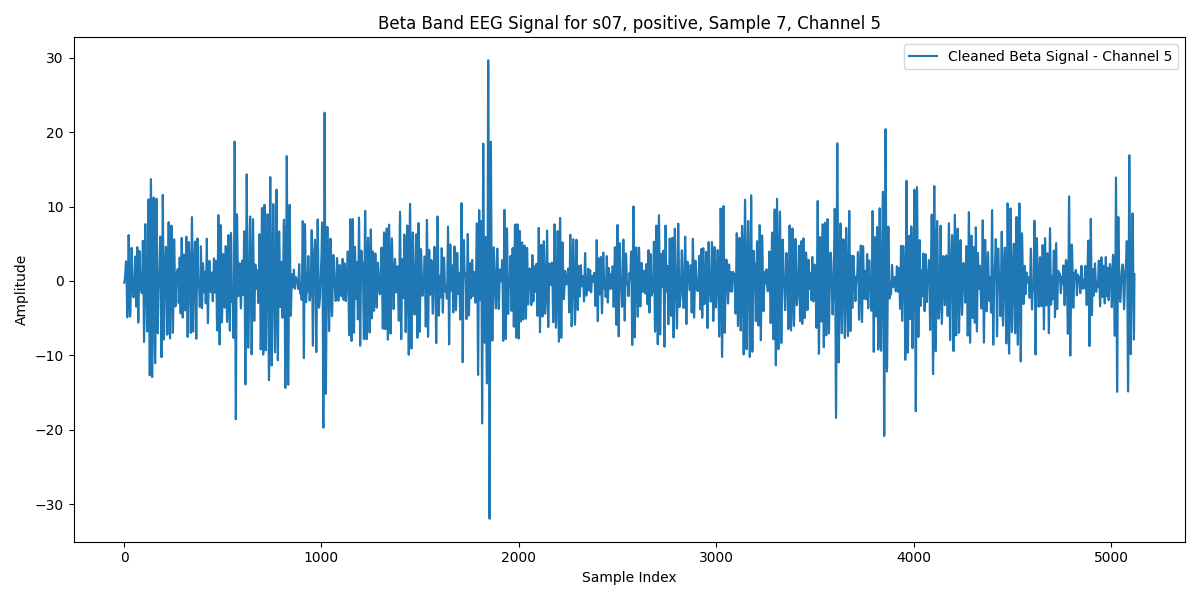 Beta Band EEG Signal for s07, positive, Sample 7, Channel 5
Cleaned Beta Signal - Channel 5
Amplitude
30
20
10
0
−10
−20
−30
0 1000 2000 3000 4000 5000
Sample Index